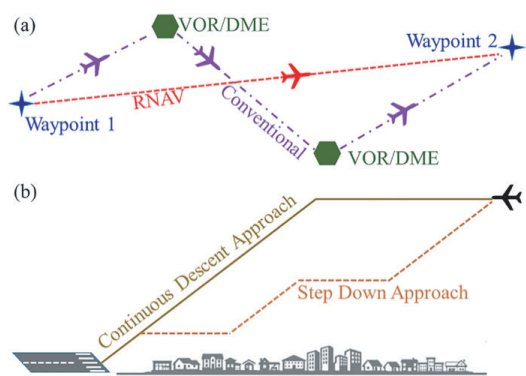 (a)
VOR/DME
Waypoint 2
RNAV
Conventional
Waypoint 1
VOR/DME
(b)
Continuous Descent Approach
Step Down Approach